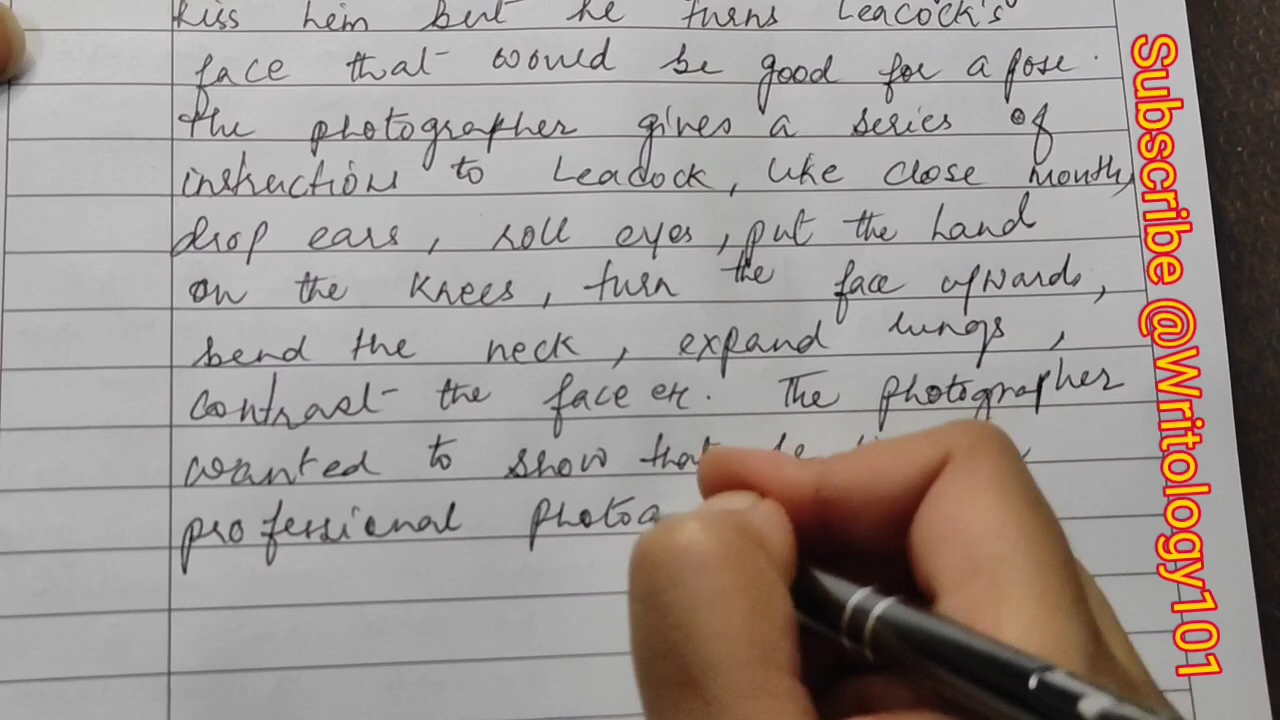 kiss him but he turns Leacock's
face that would be good for a pose.
The photographer gives a series of
instruction to Leacock, like close mouth,
drop ears, roll eyes, put the hand
on the knees, turn the face upwards,
bend the neck, expand lungs,
contrast the face etc. The photographer
wanted to show that
professional
Subscribe @Writology101